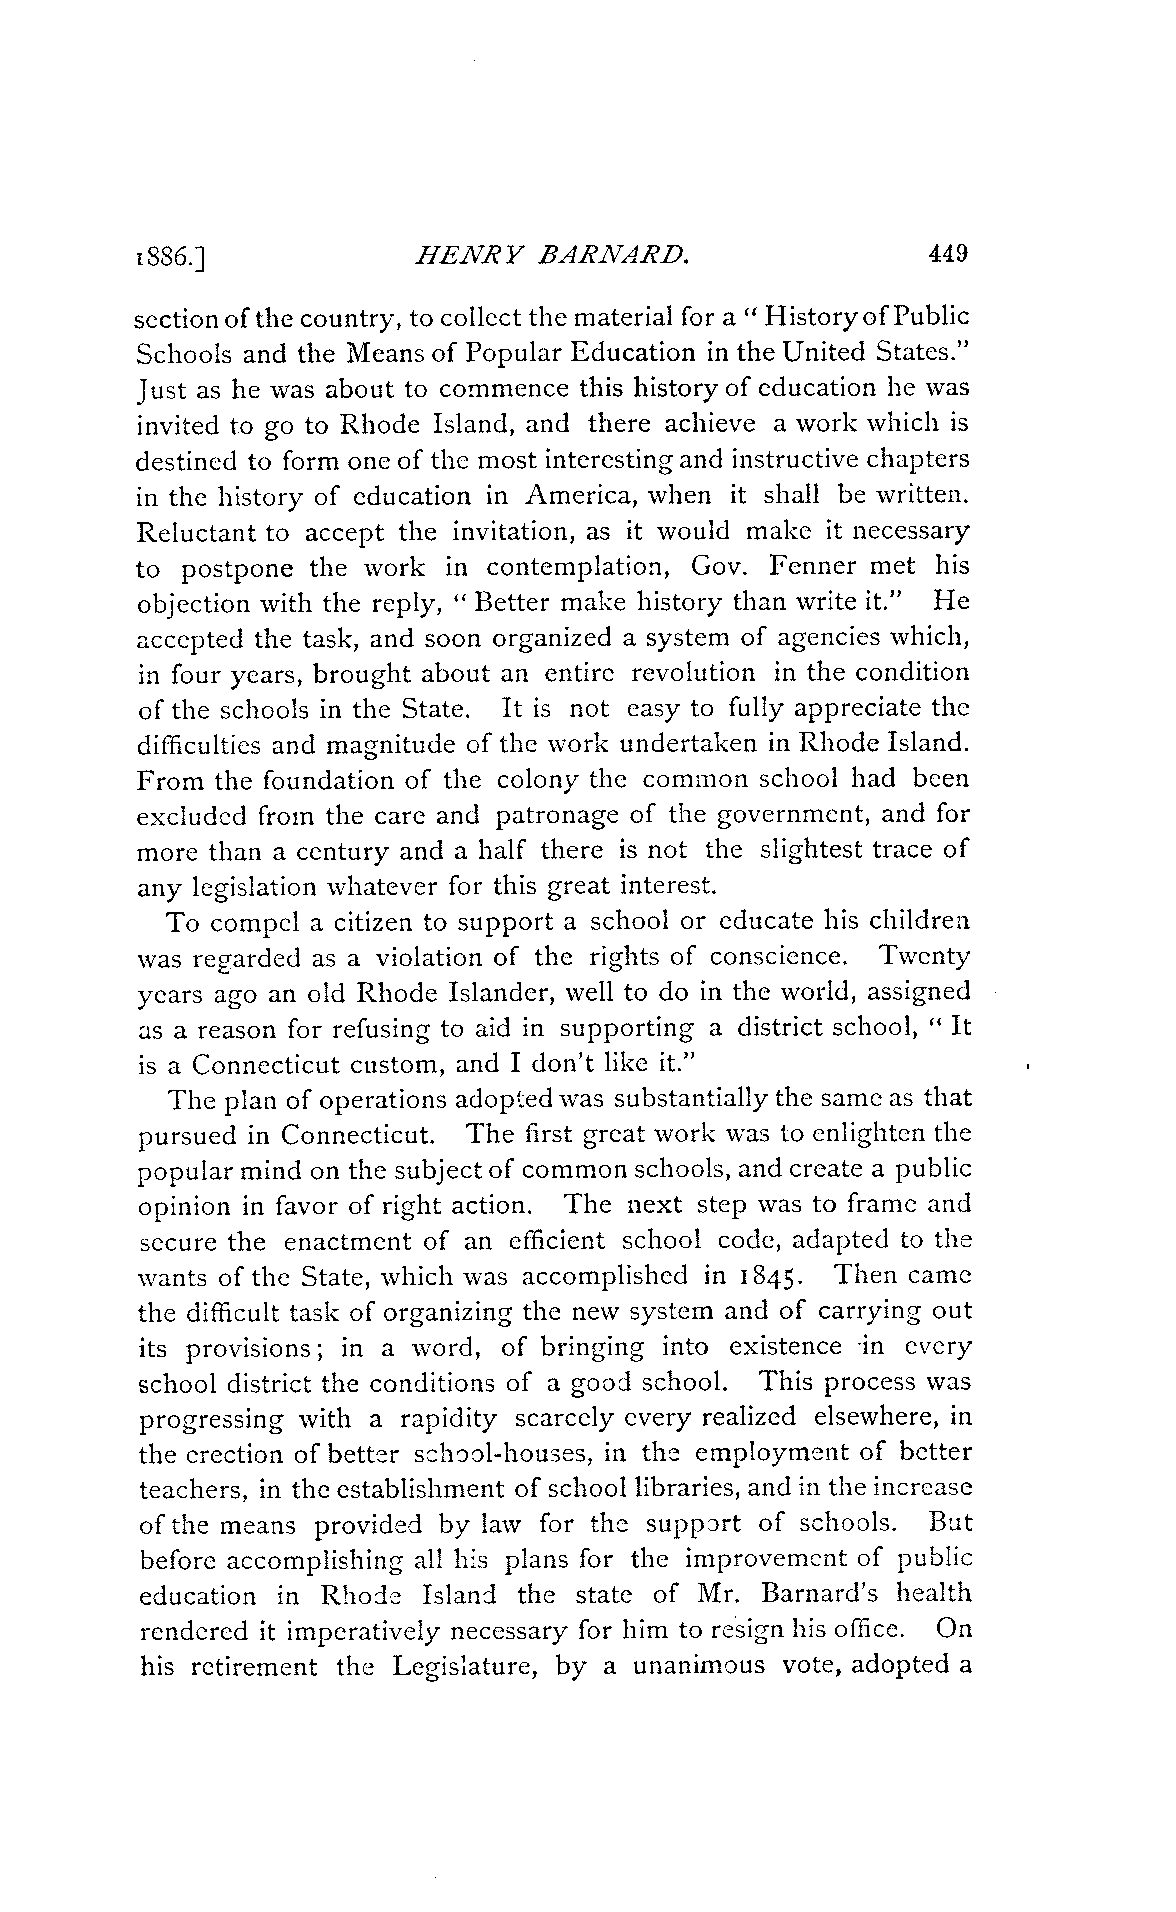 1886.] HENRY BARNARD. 449
section of the country, to collect the material for a " History of Public
Schools and the Means of Popular Education in the United States."
Just as he was about to commence this history of education he was
invited to go to Rhode Island, and there achieve a work which is
destined to form one of the most interesting and instructive chapters
in the history of education in America, when it shall be written.
Reluctant to accept the invitation, as it would make it necessary
to postpone the work in contemplation, Gov. Fenner met his
objection with the reply, " Better make history than write it." He
accepted the task, and soon organized a system of agencies which,
in four years, brought about an entire revolution in the condition
of the schools in the State. It is not easy to fully appreciate the
difficulties and magnitude of the work undertaken in Rhode Island.
From the foundation of the colony the common school had been
excluded from the care and patronage of the government, and for
more than a century and a half there is not the slightest trace of
any legislation whatever for this great interest.
To compel a citizen to support a school or educate his children
was regarded as a violation of the rights of conscience. Twenty
years ago an old Rhode Islander, well to do in the world, assigned
as a reason for refusing to aid in supporting a district school, " It
is a Connecticut custom, and I don't like it."
The plan of operations adopted was substantially the same as that
pursued in Connecticut. The first great work was to enlighten the
popular mind on the subject of common schools, and create a public
opinion in favor of right action. The next step was to frame and
secure the enactment of an efficient school code, adapted to the
wants of the State, which was accomplished in 1845. Then came
the difficult task of organizing the new system and of carrying out
its provisions; in a word, of bringing into existence in every
school district the conditions of a good school. This process was
progressing with a rapidity scarcely every realized elsewhere, in
the erection of better school-houses, in the employment of better
teachers, in the establishment of school libraries, and in the increase
of the means provided by law for the support of schools. But
before accomplishing all his plans for the improvement of public
education in Rhode Island the state of Mr. Barnard's health
rendered it imperatively necessary for him to resign his office. On
his retirement the Legislature, by a unanimous vote, adopted a